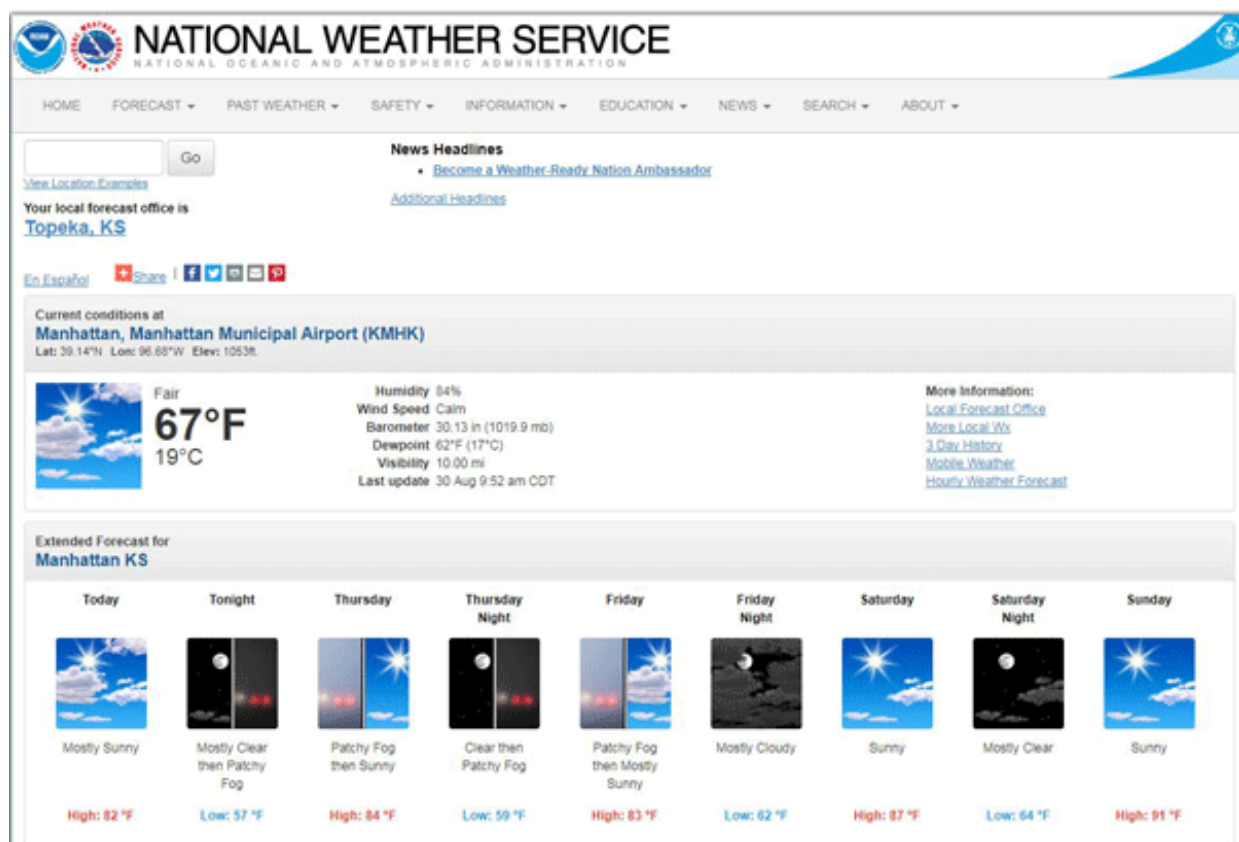 NATIONAL WEATHER SERVICE
NATIONAL OCEANIC AND ATMOSPHERIC ADMINISTRATION
HOME FORECAST PAST WEATHER SAFETY INFORMATION EDUCATION NEWS SEARCH ABOUT
Go
View Location Examples
Your local forecast office is
Topeka, KS
News Headlines
• Become a Weather-Ready Nation Ambassador
Additional Headlines
En Español Share |
Current conditions at
Manhattan, Manhattan Municipal Airport (KMHK)
Lat: 39.14°N Lon: 96.68°W Elev: 1053ft.
Fair
67°F
19°C
Humidity 84%
Wind Speed Calm
Barometer 30.13 in (1019.9 mb)
Dewpoint 62°F (17°C)
Visibility 10.00 mi
Last update 30 Aug 9:52 am CDT
More Information:
Local Forecast Office
More Local Wx
3 Day History
Mobile Weather
Hourly Weather Forecast
Extended Forecast for
Manhattan KS
Today
Mostly Sunny
High: 82 °F
Tonight
Mostly Clear
then Patchy
Fog
Low: 57 °F
Thursday
Patchy Fog
then Sunny
High: 84 °F
Thursday
Night
Clear then
Patchy Fog
Low: 59 °F
Friday
Patchy Fog
then Mostly
Sunny
High: 83 °F
Friday
Night
Mostly Cloudy
Low: 62 °F
Saturday
Sunny
High: 87 °F
Saturday
Night
Mostly Clear
Low: 64 °F
Sunday
Sunny
High: 91 °F